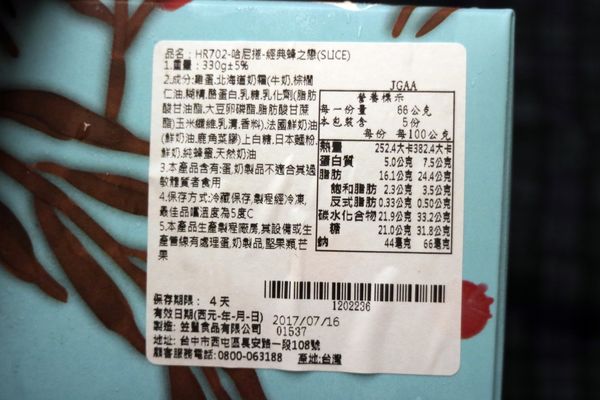 品名: HR702-哈尼捲-經典蜂之戀(SLICE)
1.重量: 330g±5%
2.成分:雞蛋,北海道奶霜(牛奶,棕櫚
仁油,糊精,酪蛋白,乳糖,乳化劑(脂肪
酸甘油酯,大豆卵磷酯,脂肪酸甘蔗
酯)玉米纖維,乳清,香料),法國鮮奶油
(鮮奶油,鹿角菜膠)上白糖,日本麵粉,
鮮奶,純蜂蜜,天然奶油
3.本產品含有:蛋,奶製品不適合其過
敏體質者食用
4.保存方式:冷藏保存,製程經冷凍,
最佳品嚐溫度為5度C
5.本產品生產製程廠房,其設備或生
產管線有處理蛋,奶製品,堅果類,芒
果
JGAA
營養標示
每一份量 66公克
本包裝含 5份
每份 每100公克
熱量 252.4大卡382.4大卡
蛋白質 5.0公克 7.5公克
脂肪 16.1公克 24.4公克
飽和脂肪 2.3公克 3.5公克
反式脂肪 0.33公克 0.50公克
碳水化合物 21.9公克 33.2公克
糖 21.0公克 31.8公克
鈉 44毫克 66毫克
1202236
保存期限: 4 天
有效日期(西元-年-月-日) 2017/07/16
製造: 笠豐食品有限公司 01537
地址: 台中市西屯區長安路一段108號
顧客服務電話:0800-063188 產地:台灣